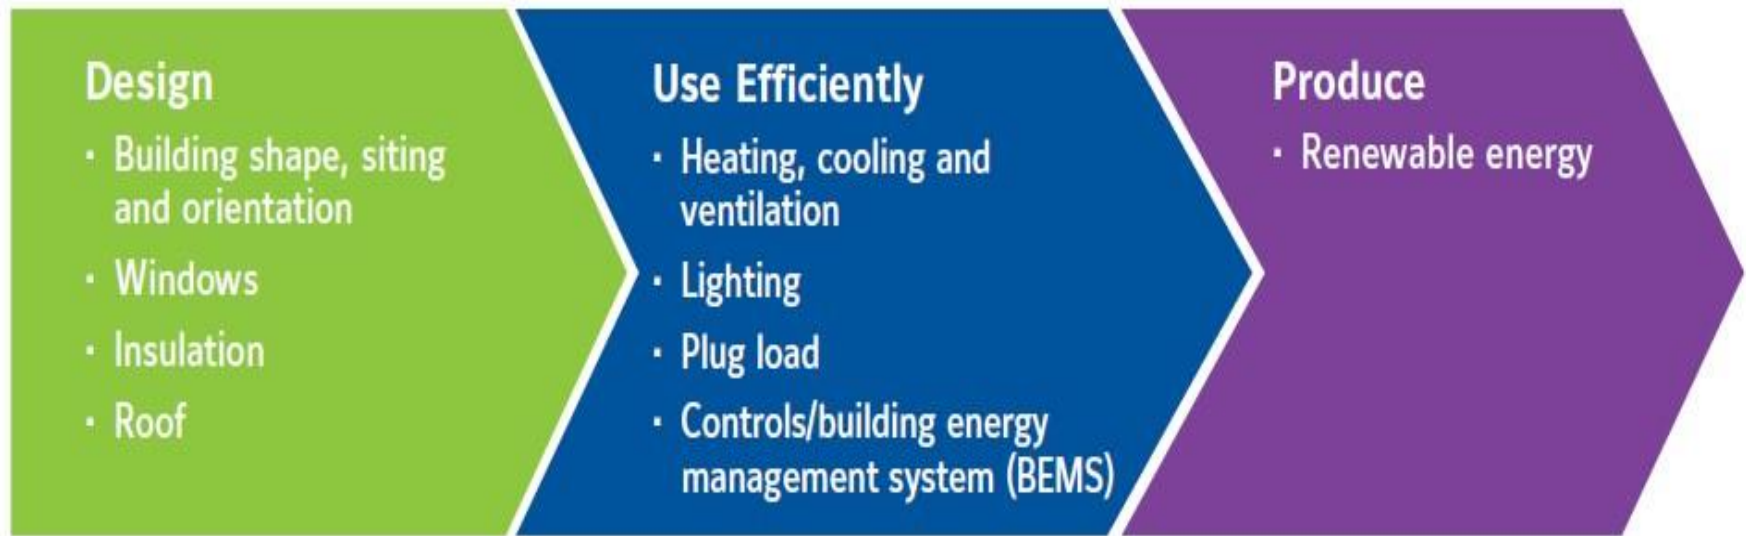 Design
· Building shape, siting
and orientation
· Windows
· Insulation
· Roof
Use Efficiently
· Heating, cooling and
ventilation
· Lighting
· Plug load
· Controls/building energy
management system (BEMS)
Produce
· Renewable energy